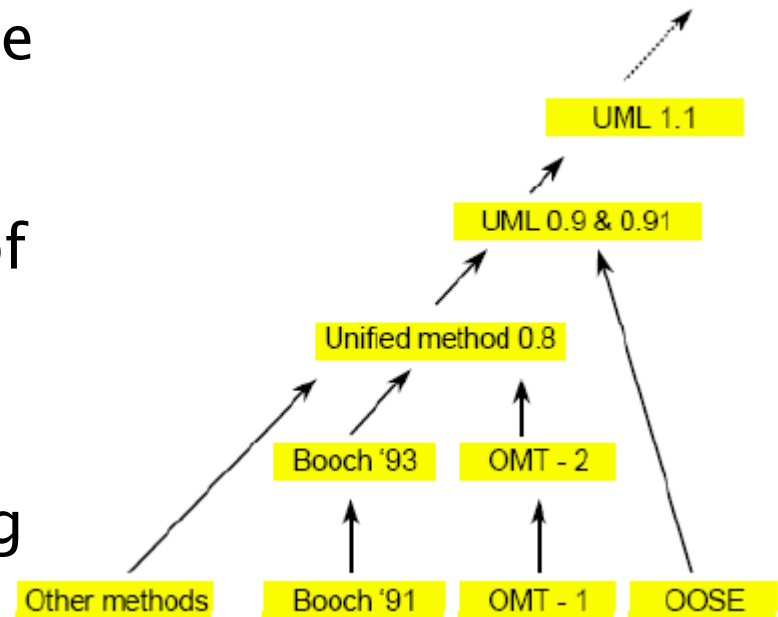 e
UML 1.1
of
UML 0.9 & 0.91
Unified method 0.8
Booch ‘93 OMT - 2
g
Other methods Booch ‘91 OMT - 1 OOSE